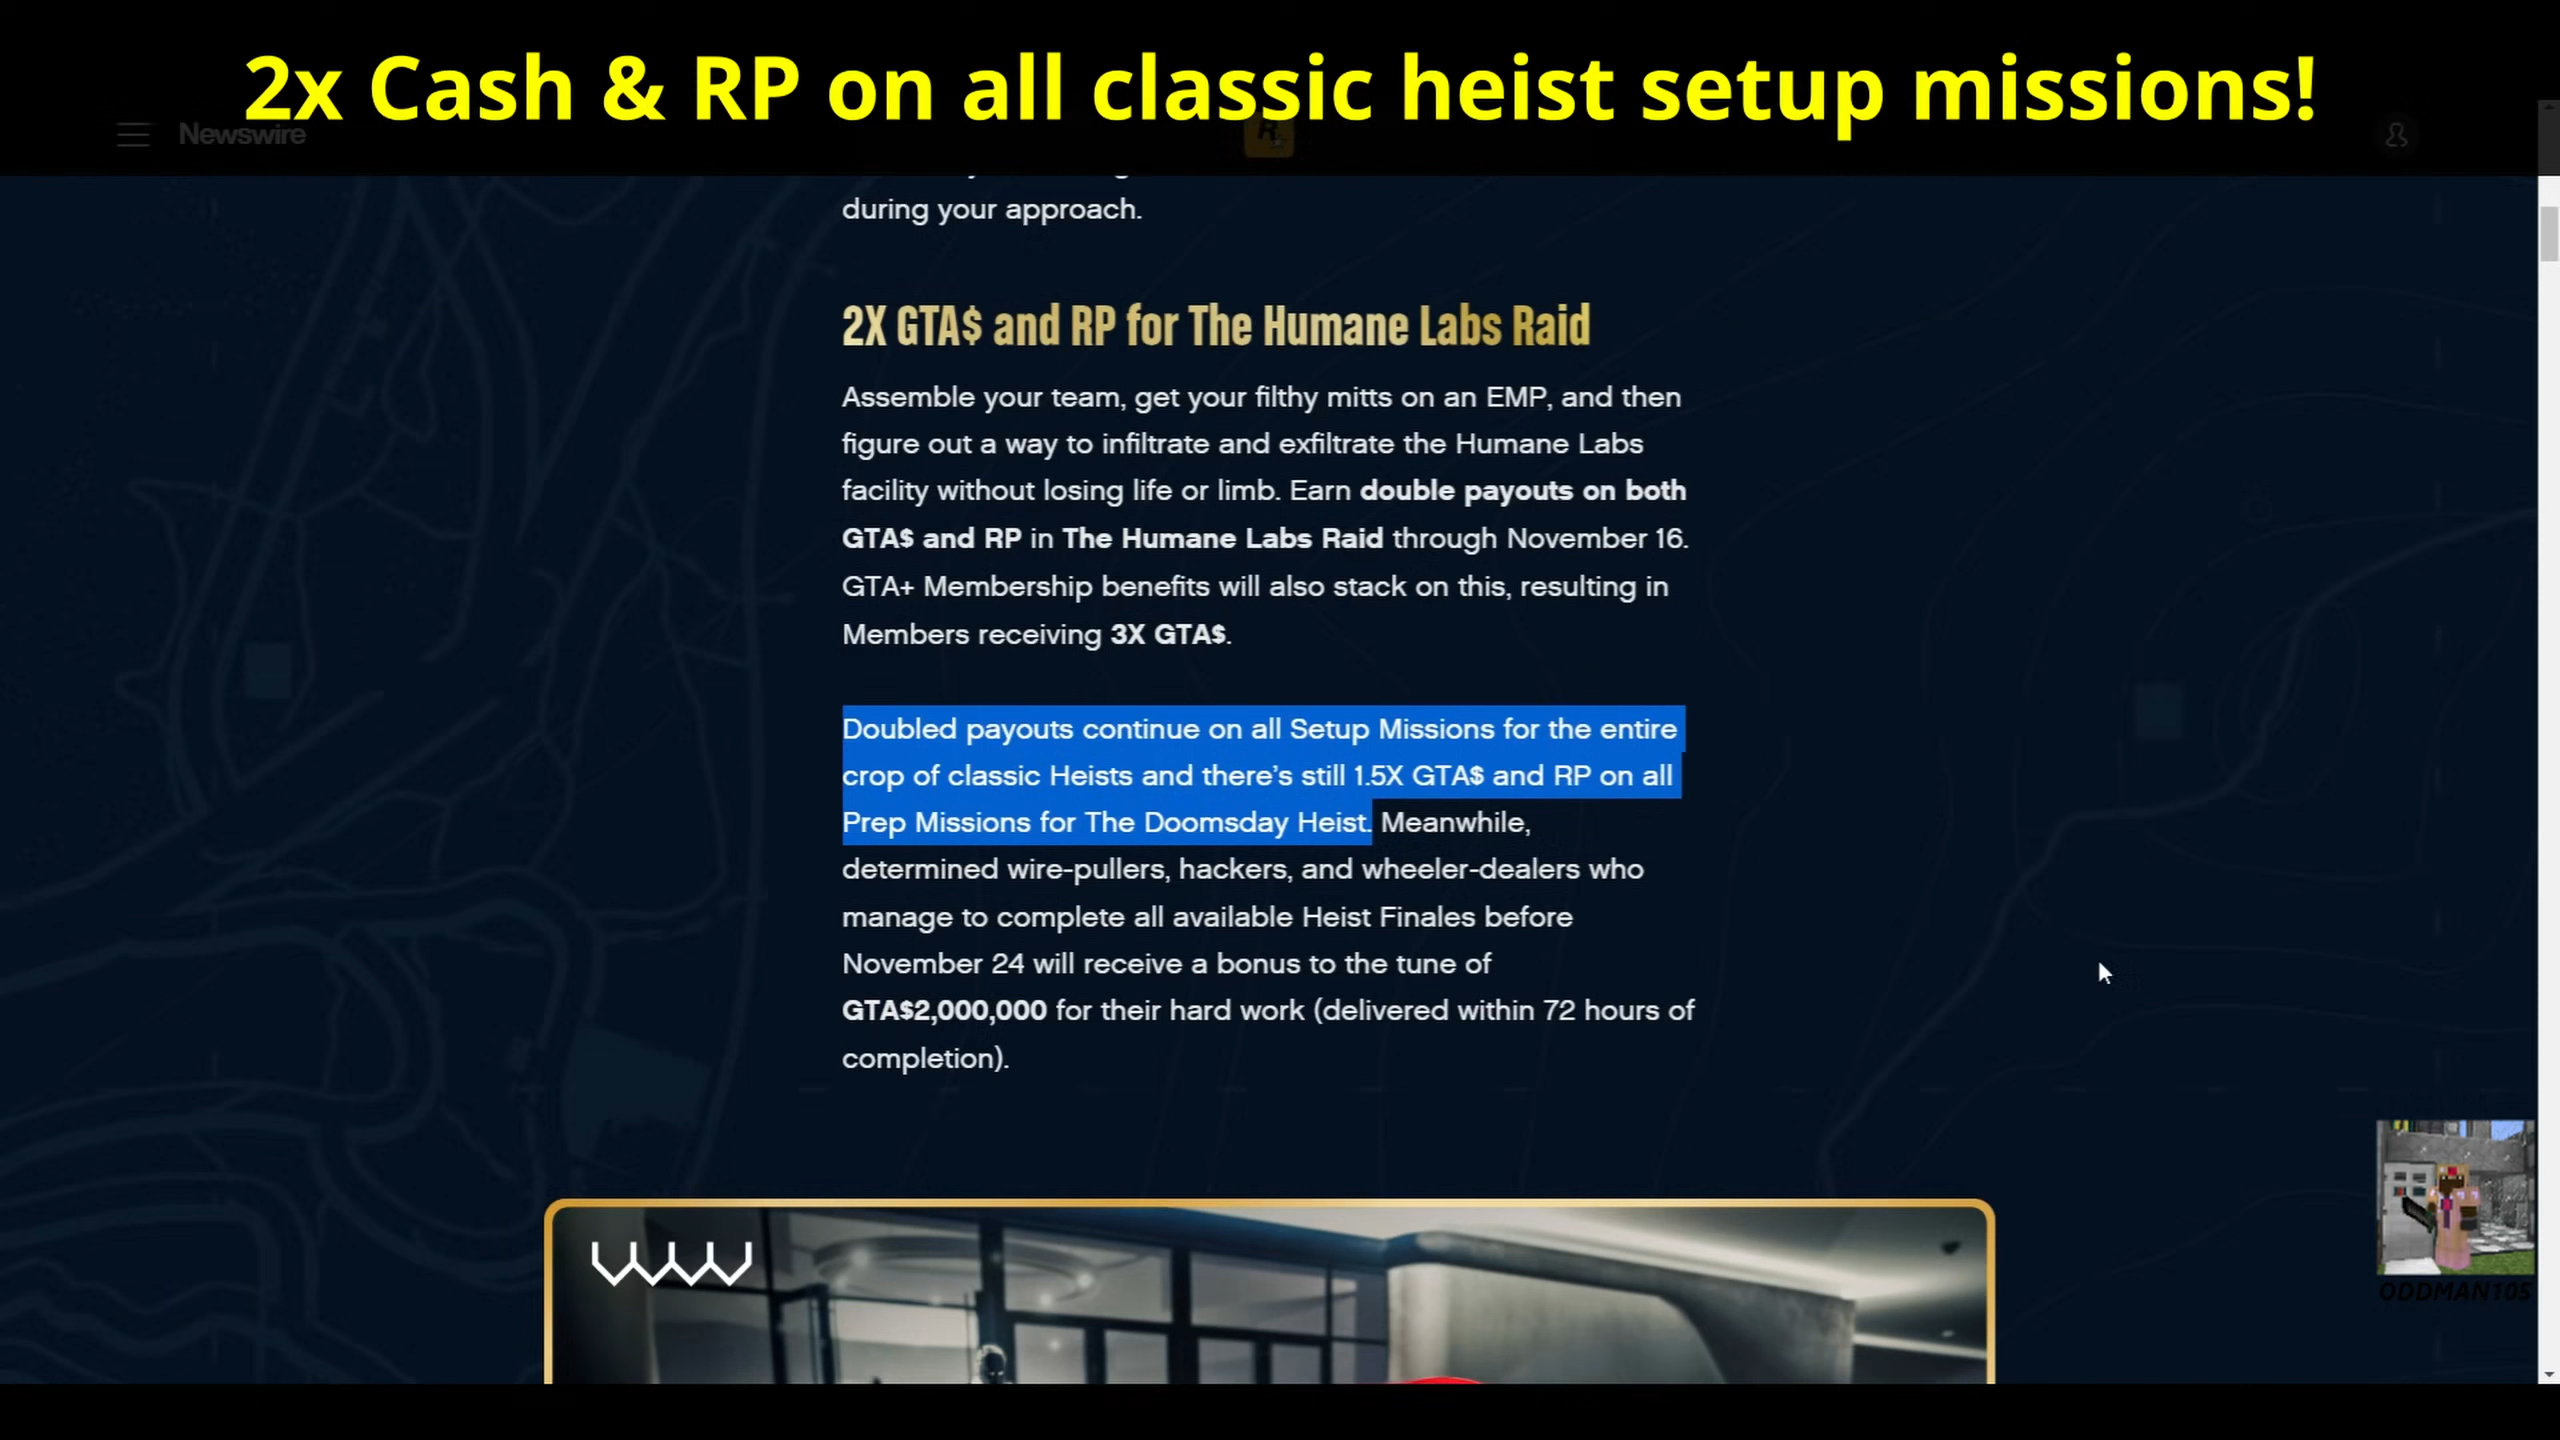 2x Cash & RP on all classic heist setup missions!
Newswire
during your approach.
2X GTA$ and RP for The Humane Labs Raid
Assemble your team, get your filthy mitts on an EMP, and then
figure out a way to infiltrate and exfiltrate the Humane Labs
facility without losing life or limb. Earn double payouts on both
GTA$ and RP in The Humane Labs Raid through November 16.
GTA+ Membership benefits will also stack on this, resulting in
Members receiving 3X GTA$.
Doubled payouts continue on all Setup Missions for the entire
crop of classic Heists and there’s still 1.5X GTA$ and RP on all
Prep Missions for The Doomsday Heist. Meanwhile,
determined wire-pullers, hackers, and wheeler-dealers who
manage to complete all available Heist Finales before
November 24 will receive a bonus to the tune of
GTA$2,000,000 for their hard work (delivered within 72 hours of
completion).
ODDMAN105